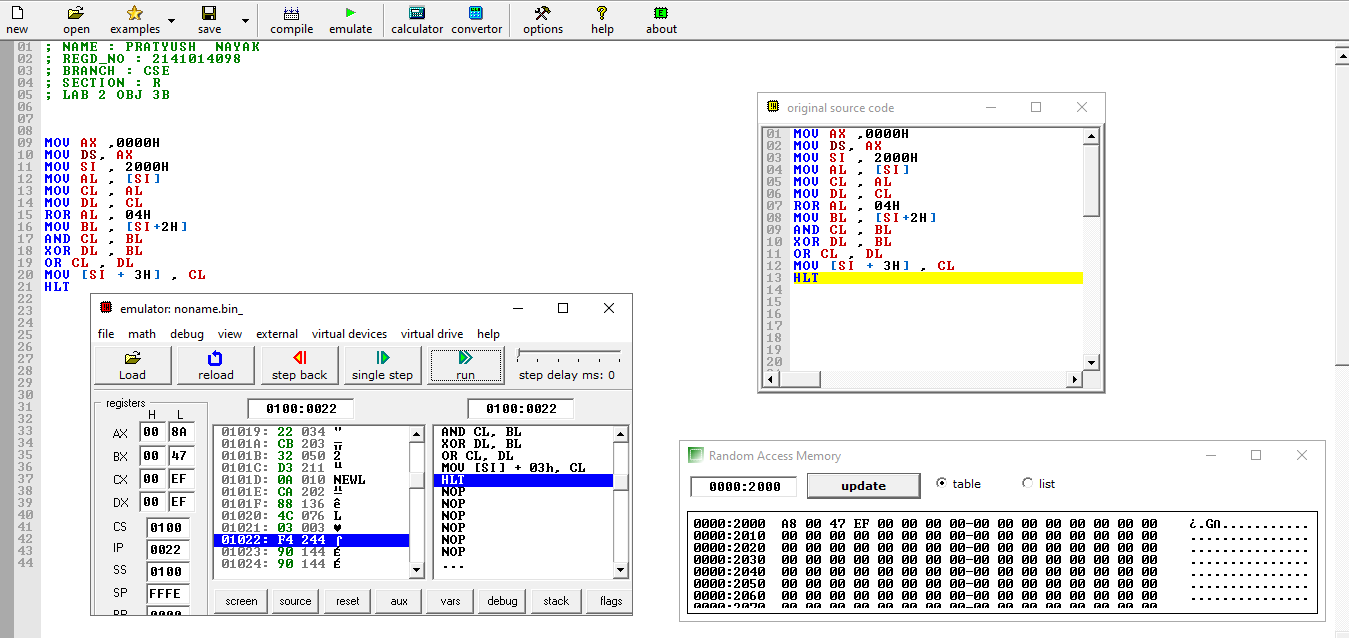 new open examples save compile emulate calculator convertor options help about
01 ; NAME : PRATYUSH  NAYAK
02 ; REGD_NO : 2141014098
03 ; BRANCH : CSE
04 ; SECTION : R
05 ; LAB 2 OBJ 3B
06
07
08
09 MOV AX ,0000H
10 MOV DS, AX
11 MOV SI , 2000H
12 MOV AL , [SI]
13 MOV CL , AL
14 MOV DL , CL
15 ROR AL , 04H
16 MOV BL , [SI+2H]
17 AND CL , BL
18 XOR DL , BL
19 OR CL , DL
20 MOV [SI + 3H] , CL
21 HLT
22
23
24
25
26
27
28
29
30
31
32
33
34
35
36
37
38
39
40
41
42
43
44
original source code
01 MOV AX ,0000H
02 MOV DS, AX
03 MOV SI , 2000H
04 MOV AL , [SI]
05 MOV CL , AL
06 MOV DL , CL
07 ROR AL , 04H
08 MOV BL , [SI+2H]
09 AND CL , BL
10 XOR DL , BL
11 OR CL , DL
12 MOV [SI + 3H] , CL
13 HLT
14
15
16
17
18
19
20
emulator: noname.bin_
file math debug view external virtual devices virtual drive help
Load reload step back single step run step delay ms: 0
registers
H L
AX 00 8A
BX 00 47
CX 00 EF
DX 00 EF
CS 0100
IP 0022
SS 0100
SP FFFE
0100:0022
01019: 22 034 "
0101A: CB 203 ╦
0101B: 32 050 2
0101C: D3 211 ╙
0101D: 0A 010 NEWL
0101E: CA 202 ╩
0101F: 88 136 ê
01020: 4C 076 L
01021: 03 003 ♥
01022: F4 244 ⌠
01023: 90 144 É
01024: 90 144 É
0100:0022
AND CL, BL
XOR DL, BL
OR CL, DL
MOV [SI] + 03h, CL
HLT
NOP
NOP
NOP
NOP
NOP
NOP
...
screen source reset aux vars debug stack flags
Random Access Memory
0000:2000 update table list
0000:2000 A8 00 47 EF 00 00 00 00-00 00 00 00 00 00 00 00 ¿.G∩............
0000:2010 00 00 00 00 00 00 00 00-00 00 00 00 00 00 00 00 ................
0000:2020 00 00 00 00 00 00 00 00-00 00 00 00 00 00 00 00 ................
0000:2030 00 00 00 00 00 00 00 00-00 00 00 00 00 00 00 00 ................
0000:2040 00 00 00 00 00 00 00 00-00 00 00 00 00 00 00 00 ................
0000:2050 00 00 00 00 00 00 00 00-00 00 00 00 00 00 00 00 ................
0000:2060 00 00 00 00 00 00 00 00-00 00 00 00 00 00 00 00 ................
0000:2070 00 00 00 00 00 00 00 00-00 00 00 00 00 00 00 00